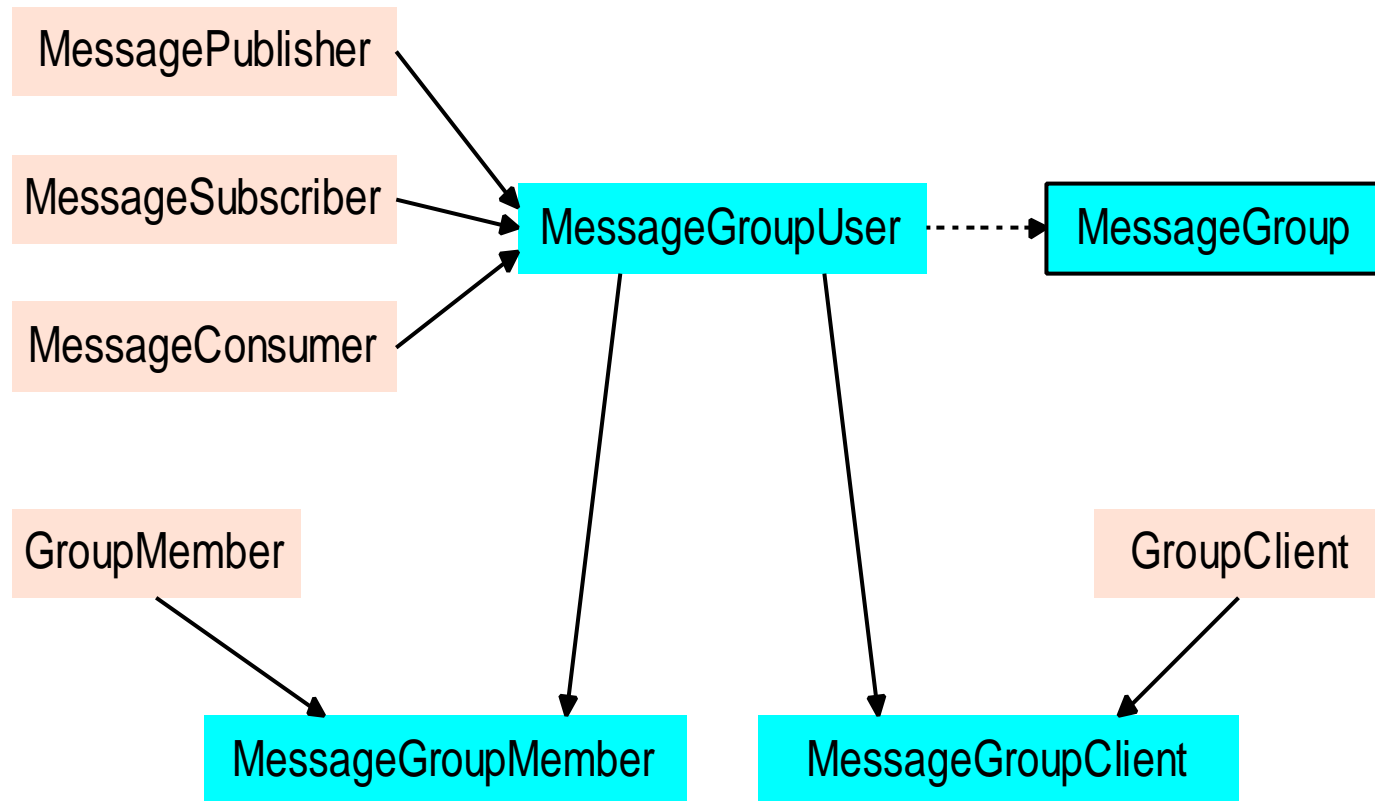 MessagePublisher
MessageSubscriber
MessageGroupUser
MessageGroup
MessageConsumer
GroupMember
GroupClient
MessageGroupMember
MessageGroupClient